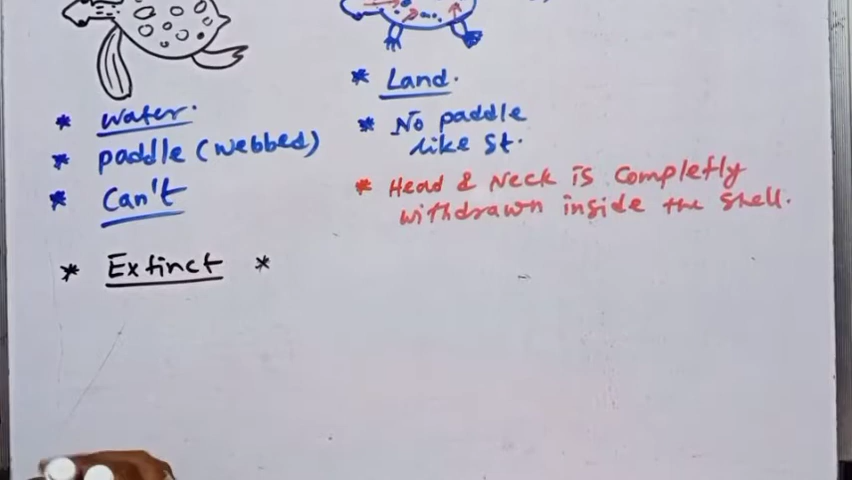 * Water.
* paddle (webbed)
* Can't
* Extinct *
* Land.
* No paddle
like St.
* Head & Neck is Completly
withdrawn inside the Shell.